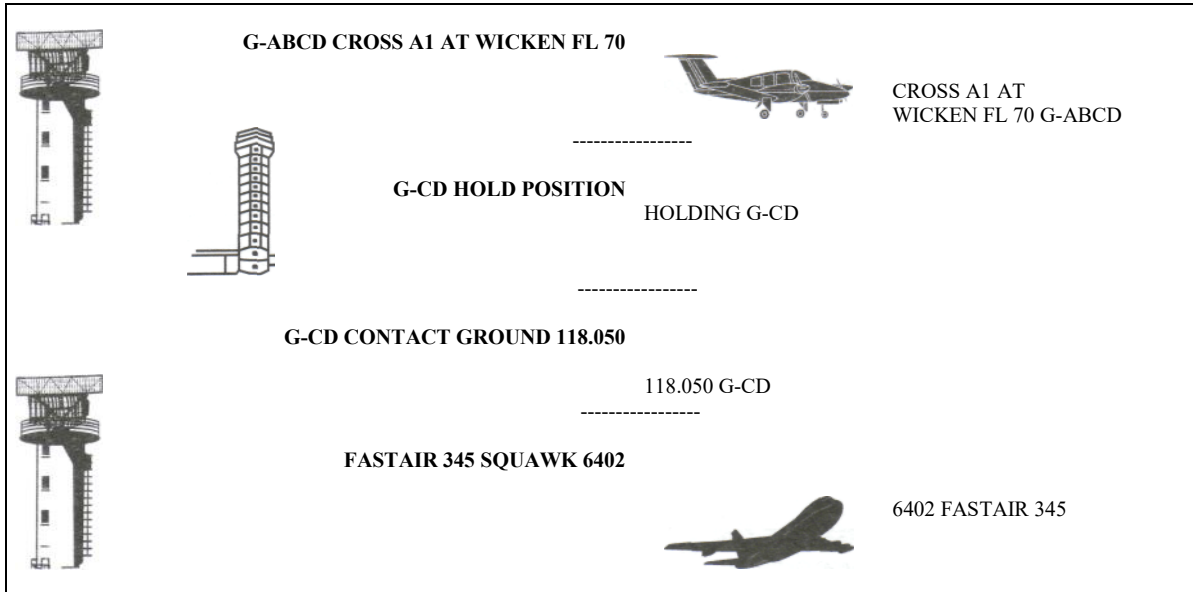 G-ABCD CROSS A1 AT WICKEN FL 70
CROSS A1 AT
WICKEN FL 70 G-ABCD
-----------------
G-CD HOLD POSITION
HOLDING G-CD
-----------------
G-CD CONTACT GROUND 118.050
118.050 G-CD
-----------------
FASTAIR 345 SQUAWK 6402
6402 FASTAIR 345